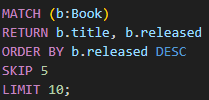 MATCH (b:Book)
RETURN b.title, b.released
ORDER BY b.released DESC
SKIP 5
LIMIT 10;